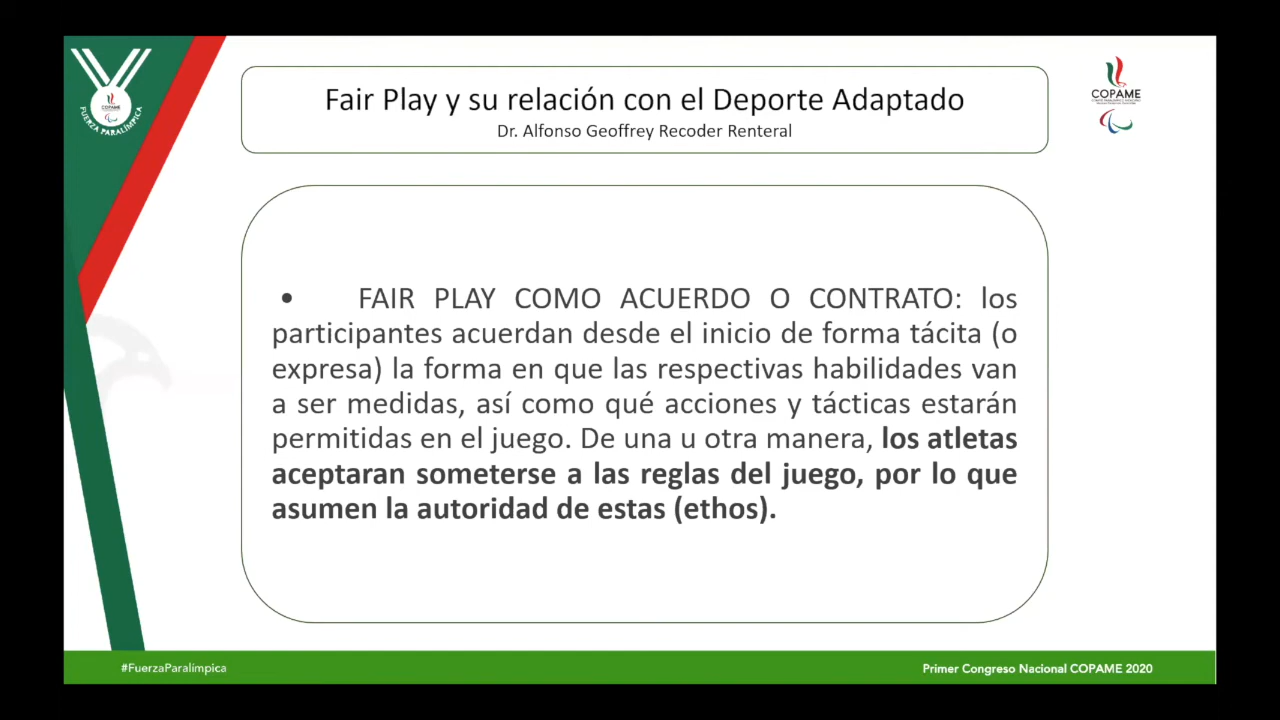 FUERZA PARALÍMPICA
COPAME
Fair Play y su relación con el Deporte Adaptado
Dr. Alfonso Geoffrey Recoder Renteral
COPAME
• FAIR PLAY COMO ACUERDO O CONTRATO: los
participantes acuerdan desde el inicio de forma tácita (o
expresa) la forma en que las respectivas habilidades van
a ser medidas, así como qué acciones y tácticas estarán
permitidas en el juego. De una u otra manera, los atletas
aceptaran someterse a las reglas del juego, por lo que
asumen la autoridad de estas (ethos).
#FuerzaParalímpica
Primer Congreso Nacional COPAME 2020